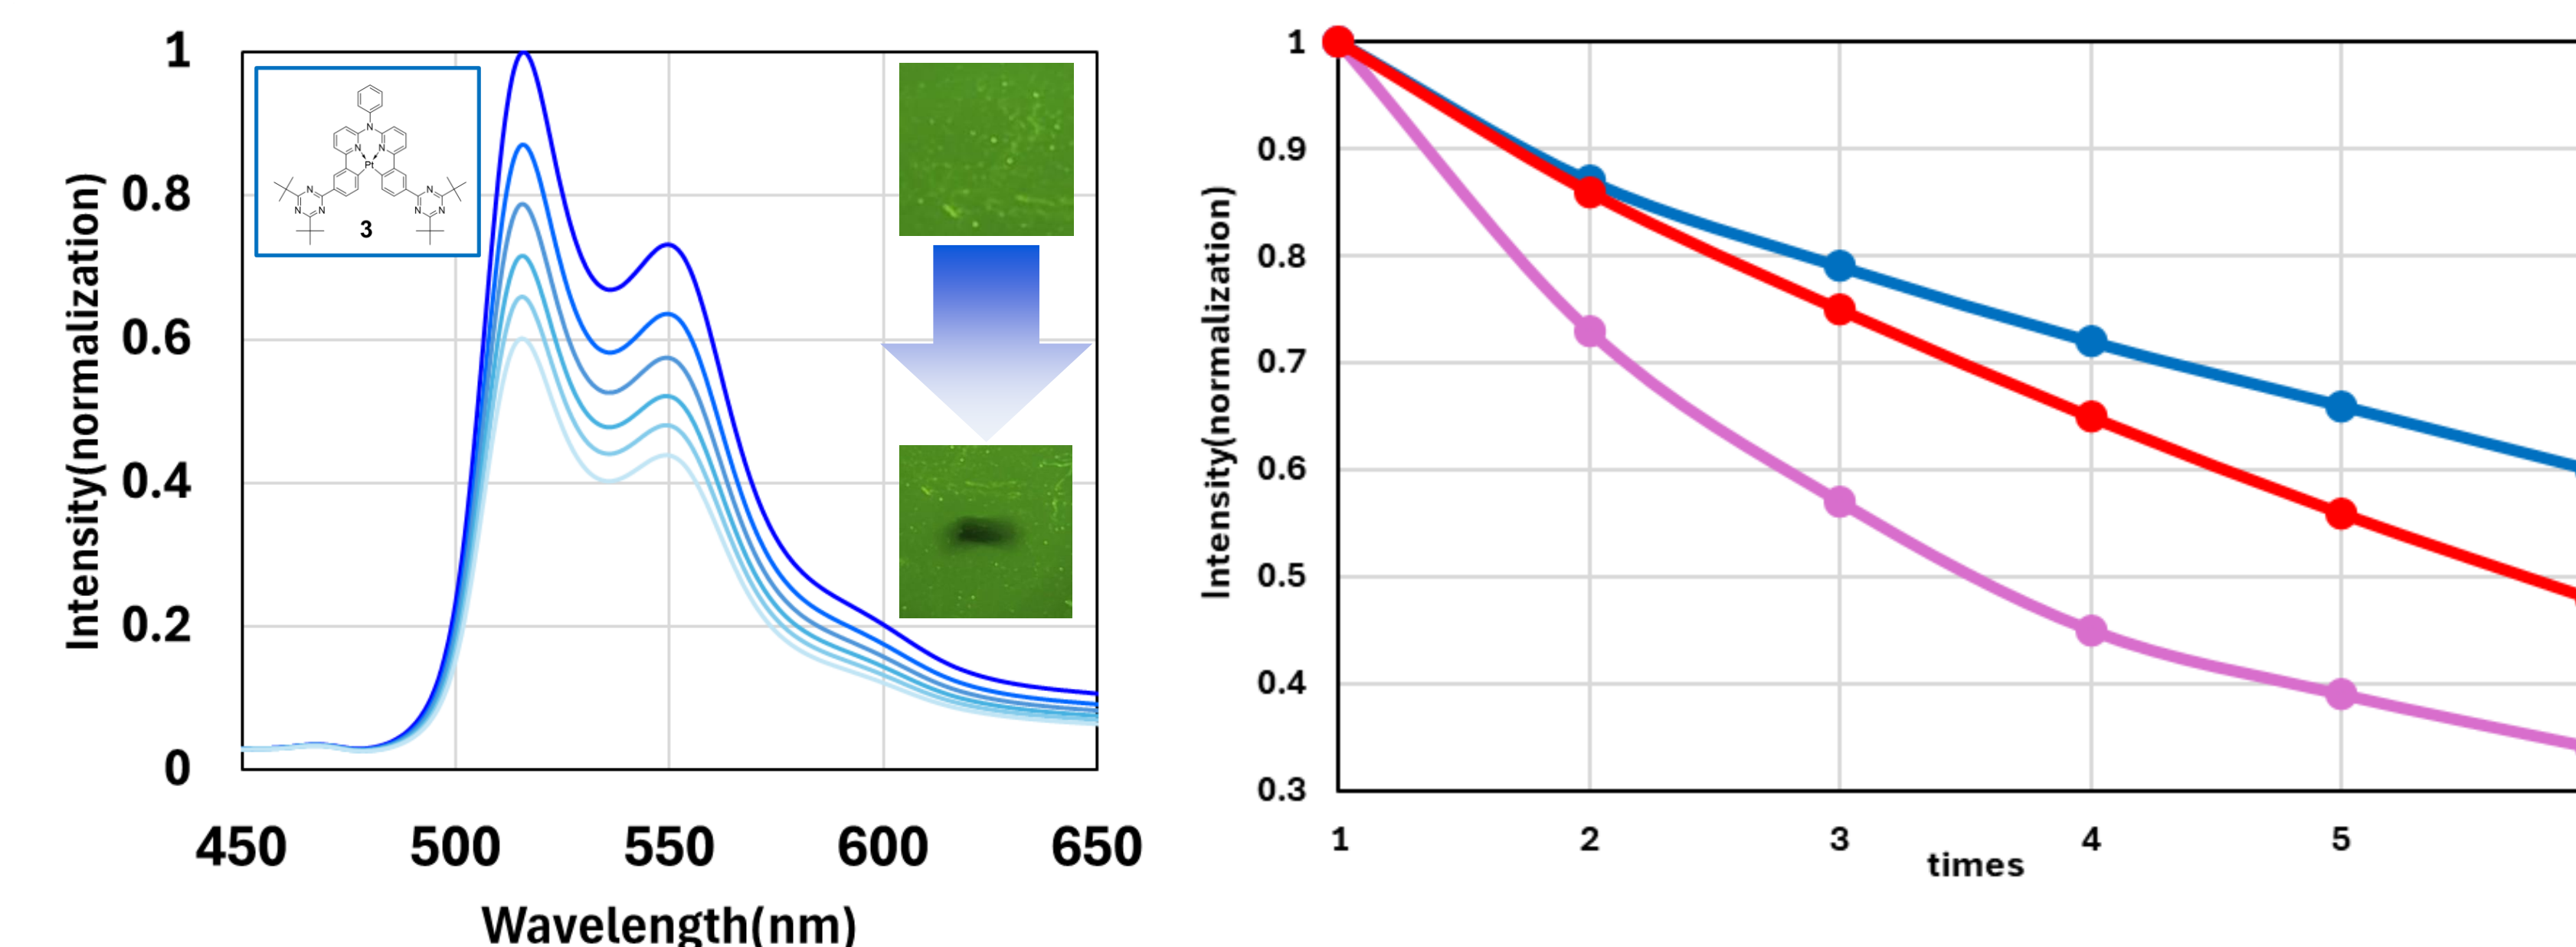 Intensity(normalization)
1
0.8
0.6
0.4
0.2
0
450 500 550 600 650
Wavelength(nm)
N
N N
Pt
N N
N N
N N
3
Intensity(normalization)
1
0.9
0.8
0.7
0.6
0.5
0.4
0.3
1 2 3 4 5
times